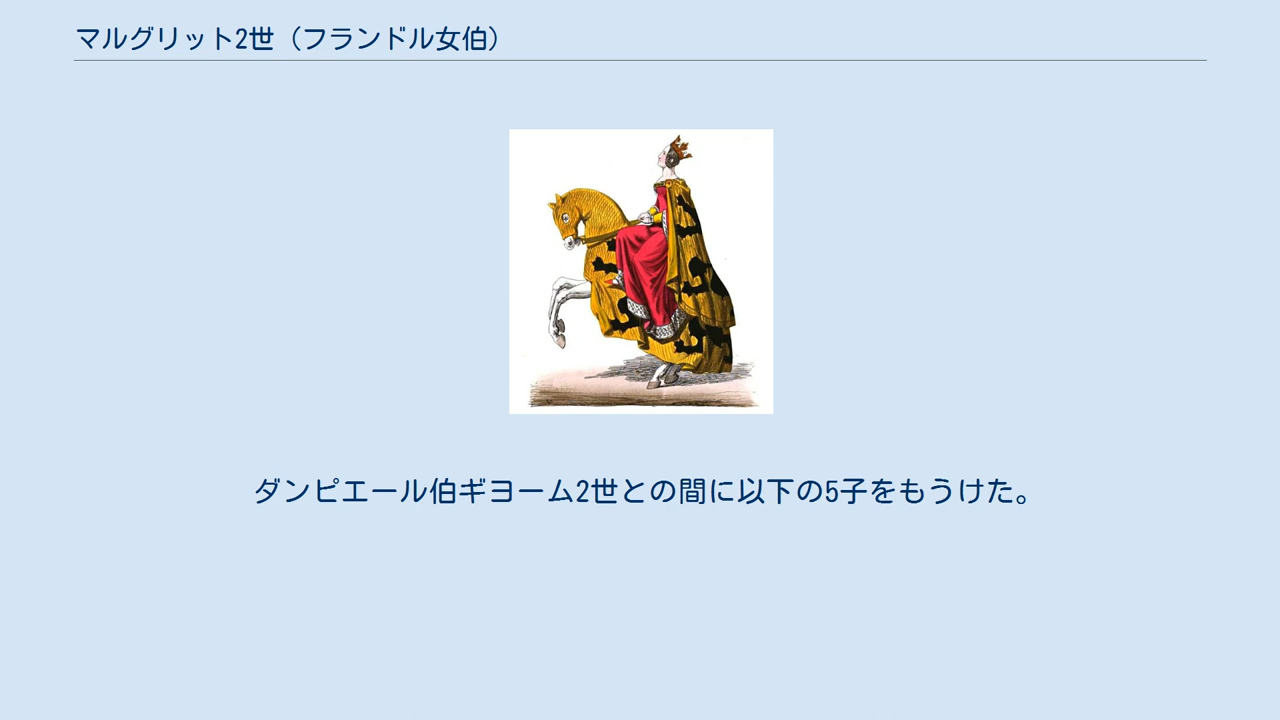 マルグリット2世（フランドル女伯）
ダンピエール伯ギヨーム2世との間に以下の5子をもうけた。